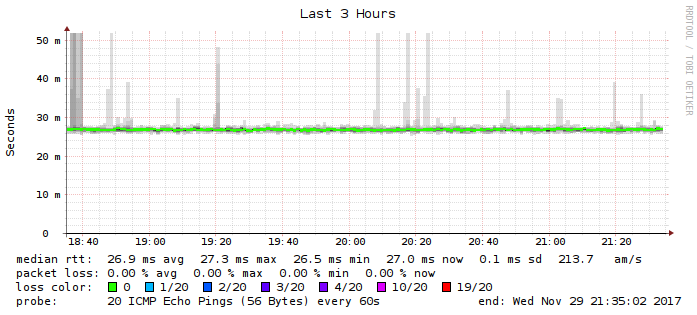 Last 3 Hours
RRDTOOL / TOBI OETIKER
Seconds
50 m
40 m
30 m
20 m
10 m
0
18:40 19:00 19:20 19:40 20:00 20:20 20:40 21:00 21:20
median rtt: 26.9 ms avg 27.3 ms max 26.5 ms min 27.0 ms now 0.1 ms sd 213.7 am/s
packet loss: 0.00 % avg 0.00 % max 0.00 % min 0.00 % now
loss color: 0 1/20 2/20 3/20 4/20 10/20 19/20
probe: 20 ICMP Echo Pings (56 Bytes) every 60s end: Wed Nov 29 21:35:02 2017